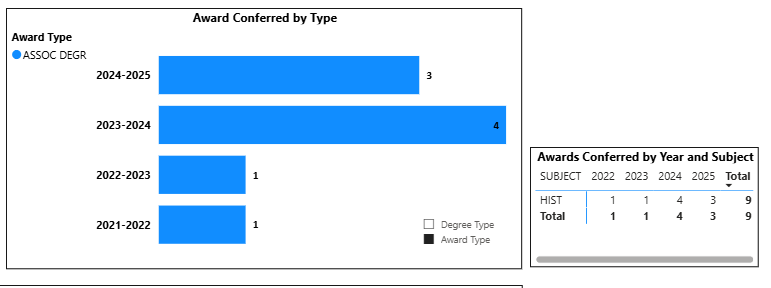 Award Conferred by Type
Award Type
ASSOC DEGR
2024-2025 3
2023-2024 4
2022-2023 1
2021-2022 1
Degree Type
Award Type
Awards Conferred by Year and Subject
SUBJECT 2022 2023 2024 2025 Total
HIST 1 1 4 3 9
Total 1 1 4 3 9